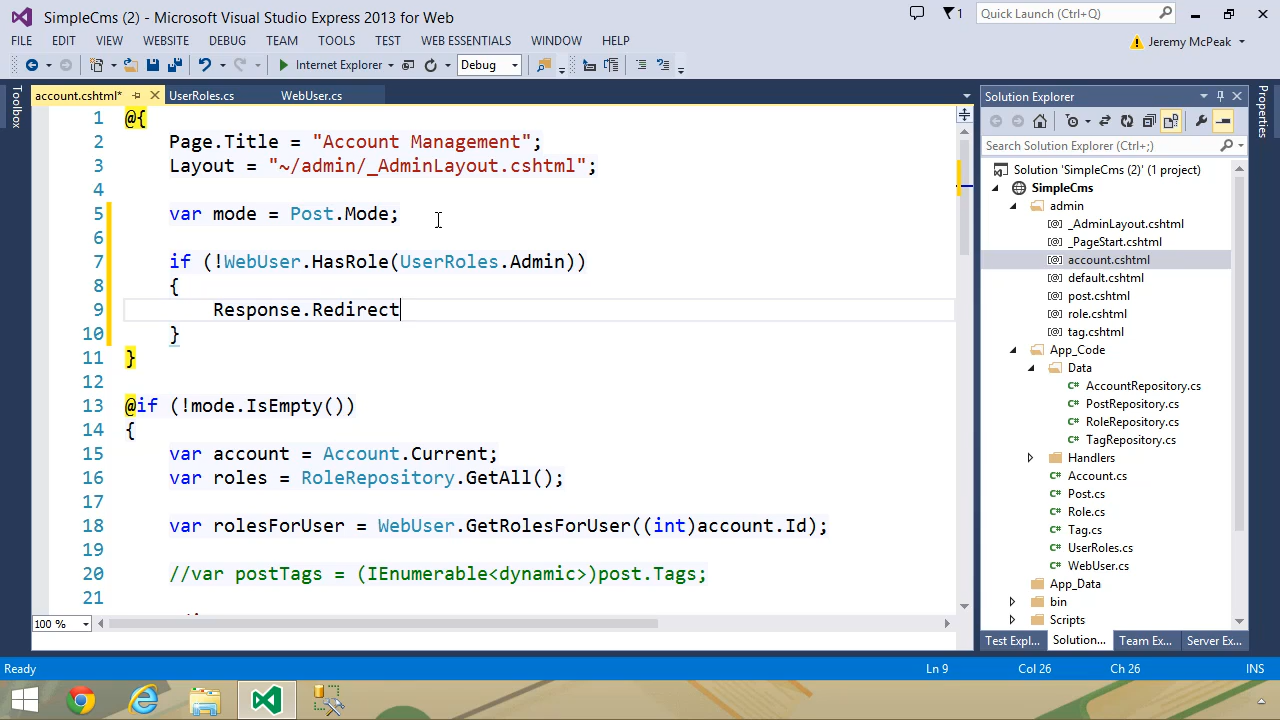 SimpleCms (2) - Microsoft Visual Studio Express 2013 for Web
1
Quick Launch (Ctrl+Q)
FILE EDIT VIEW WEBSITE DEBUG TEAM TOOLS TEST WEB ESSENTIALS WINDOW HELP
Jeremy McPeak
Internet Explorer
Debug
Toolbox
account.cshtml*
UserRoles.cs
WebUser.cs
1 @{
2 Page.Title = "Account Management";
3 Layout = "~/admin/_AdminLayout.cshtml";
4
5 var mode = Post.Mode;
6
7 if (!WebUser.HasRole(UserRoles.Admin))
8 {
9 Response.Redirect
10 }
11 }
12
13 @if (!mode.IsEmpty())
14 {
15 var account = Account.Current;
16 var roles = RoleRepository.GetAll();
17
18 var rolesForUser = WebUser.GetRolesForUser((int)account.Id);
19
20 //var postTags = (IEnumerable<dynamic>)post.Tags;
21
100 %
Solution Explorer
Search Solution Explorer (Ctrl+;)
Solution 'SimpleCms (2)' (1 project)
SimpleCms
admin
_AdminLayout.cshtml
_PageStart.cshtml
account.cshtml
default.cshtml
post.cshtml
role.cshtml
tag.cshtml
App_Code
Data
AccountRepository.cs
PostRepository.cs
RoleRepository.cs
TagRepository.cs
Handlers
Account.cs
Post.cs
Role.cs
Tag.cs
UserRoles.cs
WebUser.cs
App_Data
bin
Scripts
Test Expl...
Solution...
Team Ex...
Server Ex...
Properties
Ready
Ln 9
Col 26
Ch 26
INS